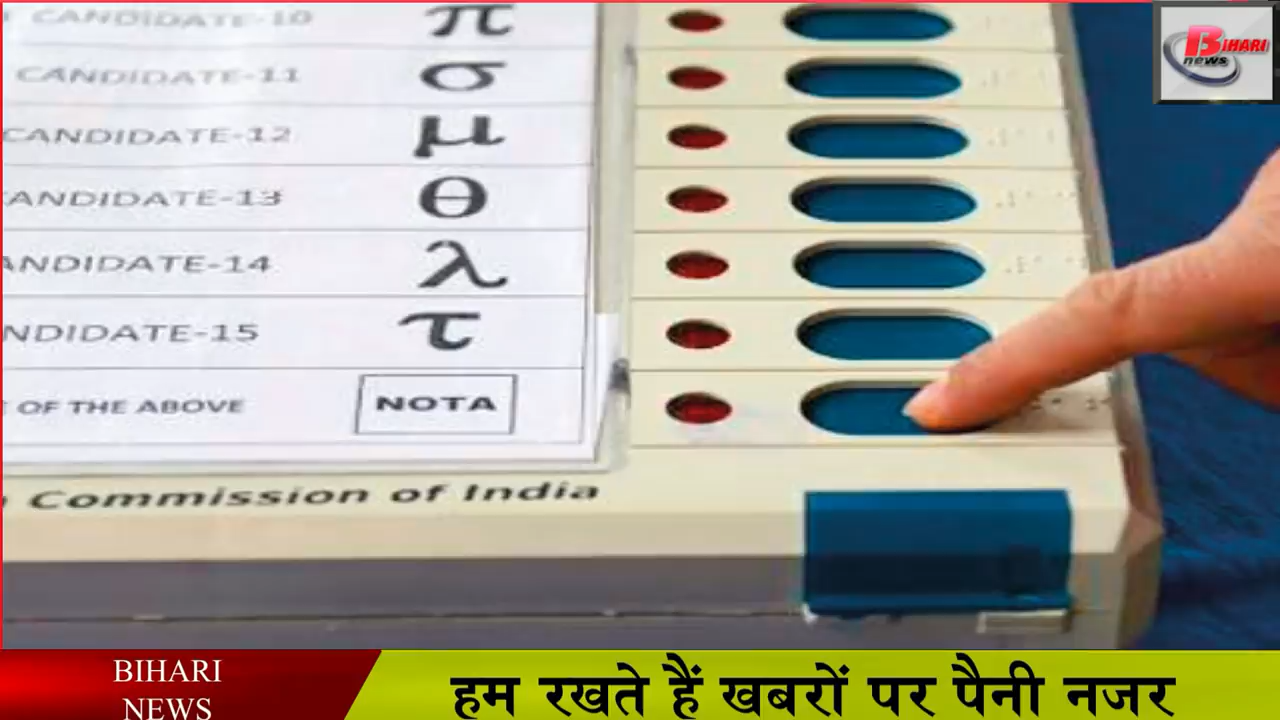 CANDIDATE-10 π
BIHARI
news
CANDIDATE-11 σ
CANDIDATE-12 μ
ANDIDATE-13 θ
ANDIDATE-14 λ
NDIDATE-15 τ
OF THE ABOVE NOTA
Commission of India
BIHARI
NEWS
हम रखते हैं खबरों पर पैनी नजर